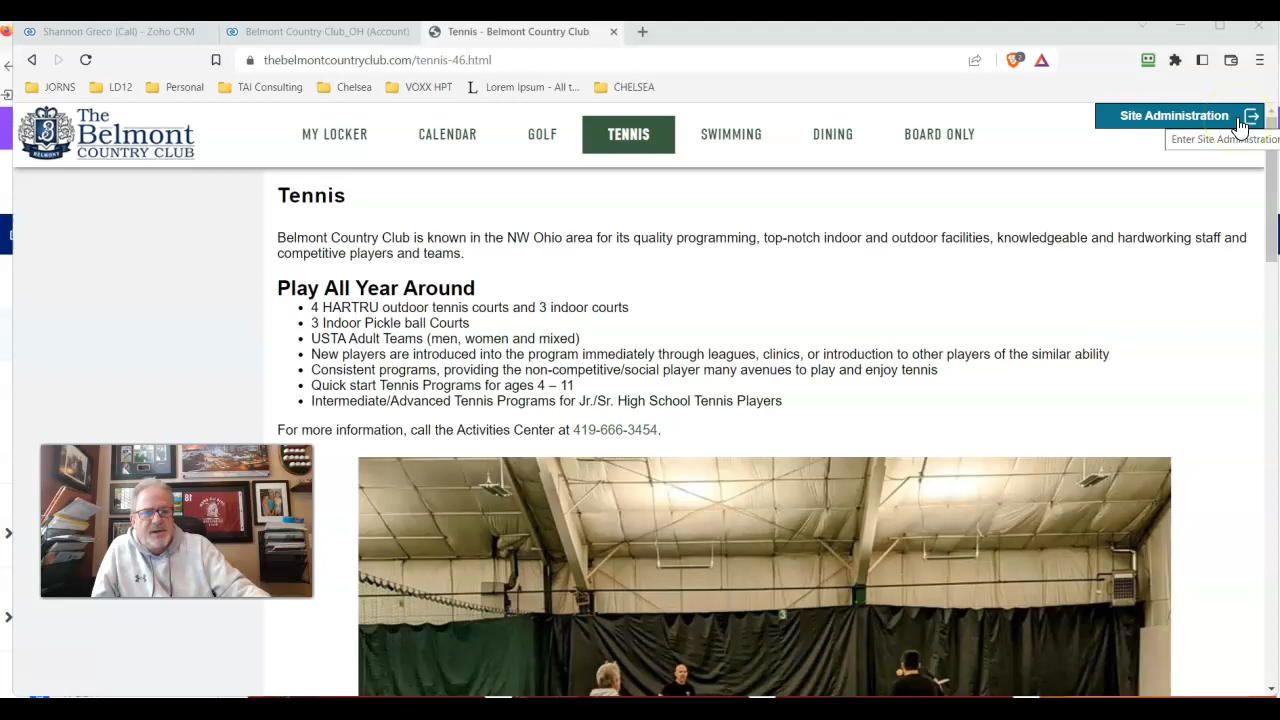 Shannon Greco (Call) - Zoho CRM
Belmont Country Club_OH (Account)
Tennis - Belmont Country Club
thebelmontcountryclub.com/tennis-46.html
2
JORNS
LD12
Personal
TAI Consulting
Chelsea
VOXX HPT
L Lorem Ipsum - All t...
CHELSEA
The
Belmont
COUNTRY CLUB
BELMONT
MY LOCKER
CALENDAR
GOLF
TENNIS
SWIMMING
DINING
BOARD ONLY
Site Administration
Enter Site Administration
Tennis
Belmont Country Club is known in the NW Ohio area for its quality programming, top-notch indoor and outdoor facilities, knowledgeable and hardworking staff and
competitive players and teams.
Play All Year Around
4 HARTRU outdoor tennis courts and 3 indoor courts
3 Indoor Pickle ball Courts
USTA Adult Teams (men, women and mixed)
New players are introduced into the program immediately through leagues, clinics, or introduction to other players of the similar ability
Consistent programs, providing the non-competitive/social player many avenues to play and enjoy tennis
Quick start Tennis Programs for ages 4 – 11
Intermediate/Advanced Tennis Programs for Jr./Sr. High School Tennis Players
For more information, call the Activities Center at 419-666-3454.